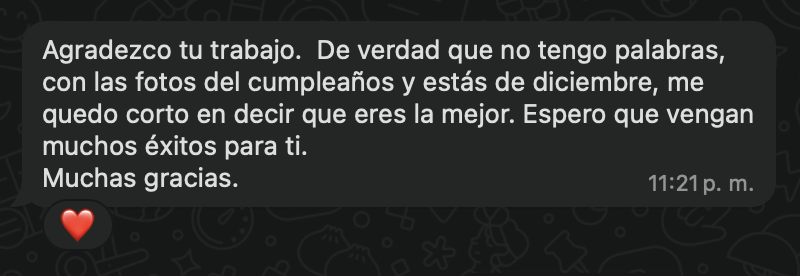 Agradezco tu trabajo.  De verdad que no tengo palabras,
con las fotos del cumpleaños y estás de diciembre, me
quedo corto en decir que eres la mejor. Espero que vengan
muchos éxitos para ti.
Muchas gracias.
11:21 p. m.